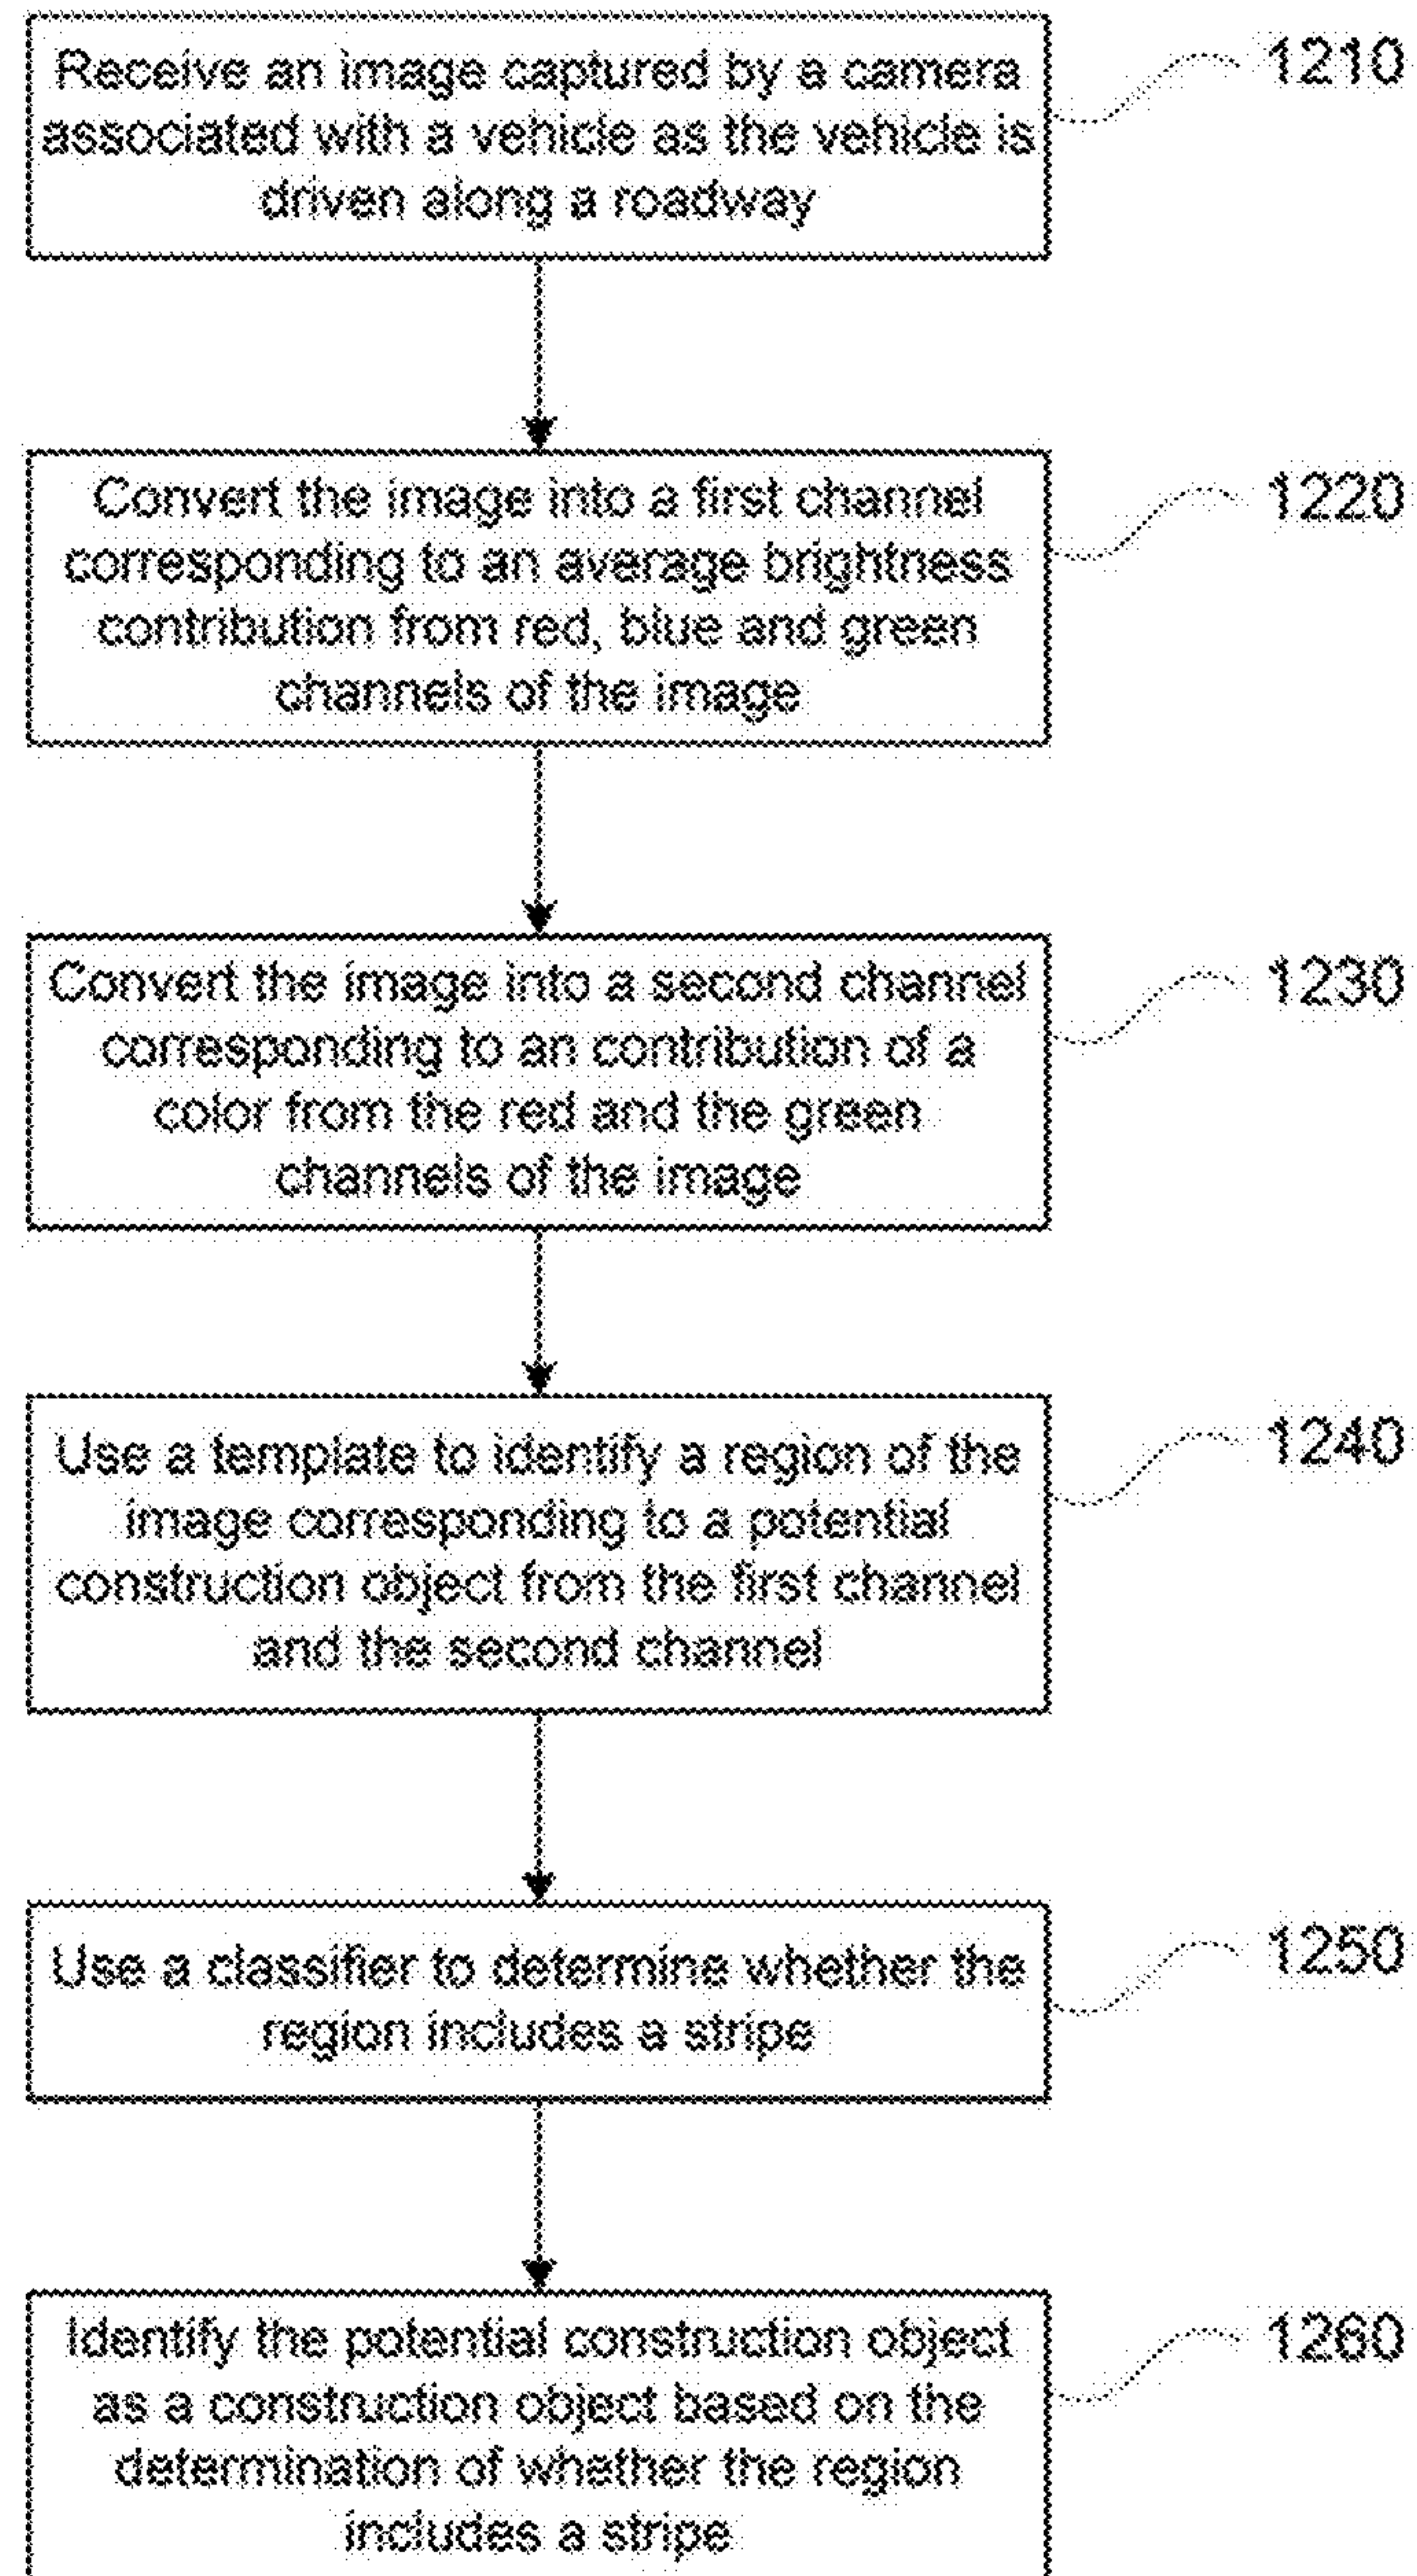 Receive an image captured by a camera
associated with a vehicle as the vehicle is
driven along a roadway
1210
Convert the image into a first channel
corresponding to an average brightness
contribution from red, blue and green
channels of the image
1220
Convert the image into a second channel
corresponding to an contribution of a
color from the red and the green
channels of the image
1230
Use a template to identify a region of the
image corresponding to a potential
construction object from the first channel
and the second channel
1240
Use a classifier to determine whether the
region includes a stripe
1250
Identify the potential construction object
as a construction object based on the
determination of whether the region
includes a stripe
1260